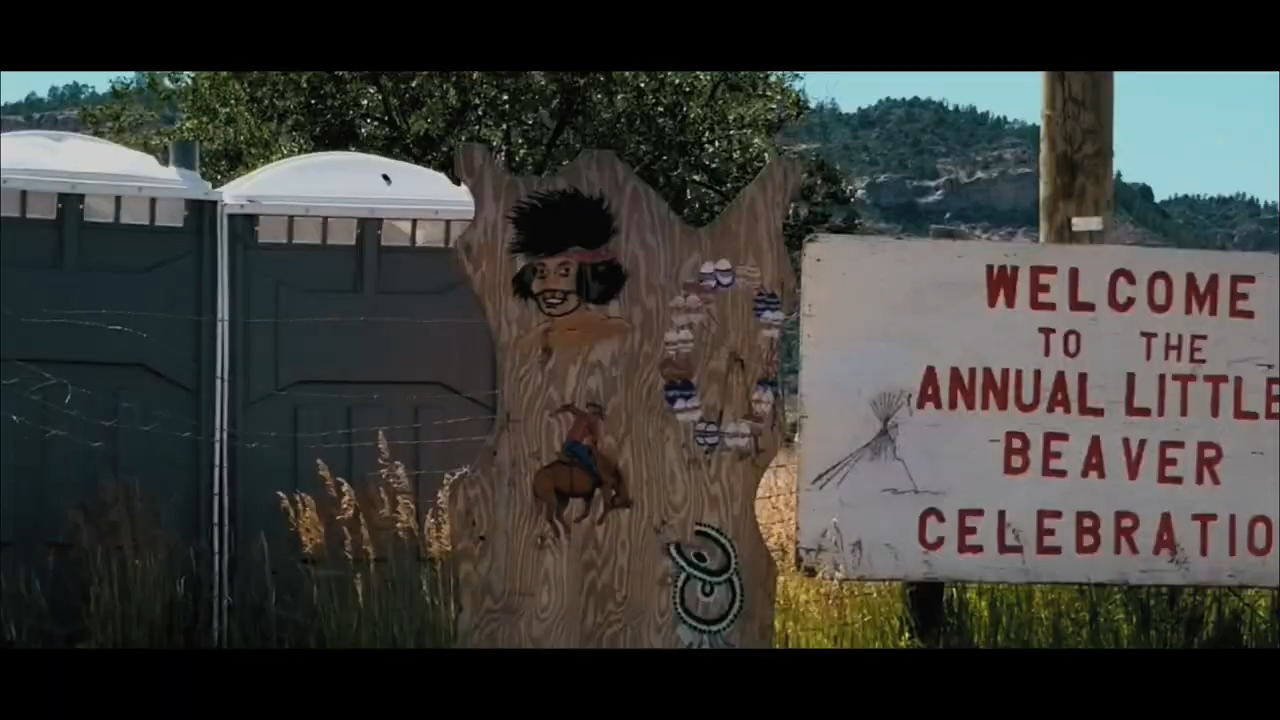 WELCOME
TO THE
ANNUAL LITTLE
BEAVER
CELEBRATIO